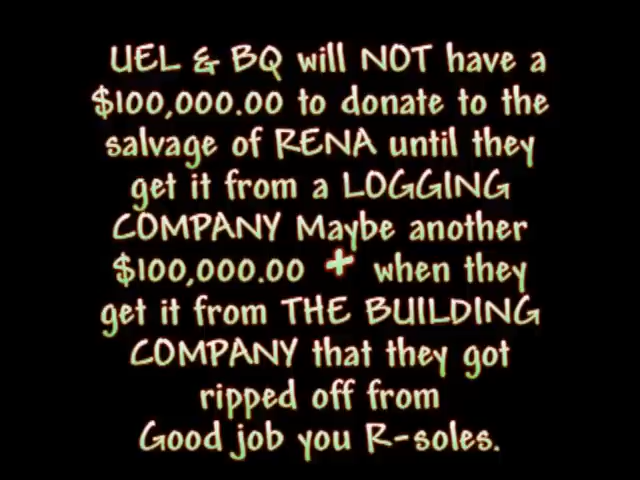 UEL & BQ will NOT have a
$100,000.00 to donate to the
salvage of RENA until they
get it from a LOGGING
COMPANY Maybe another
$100,000.00 + when they
get it from THE BUILDING
COMPANY that they got
ripped off from
Good job you R-soles.